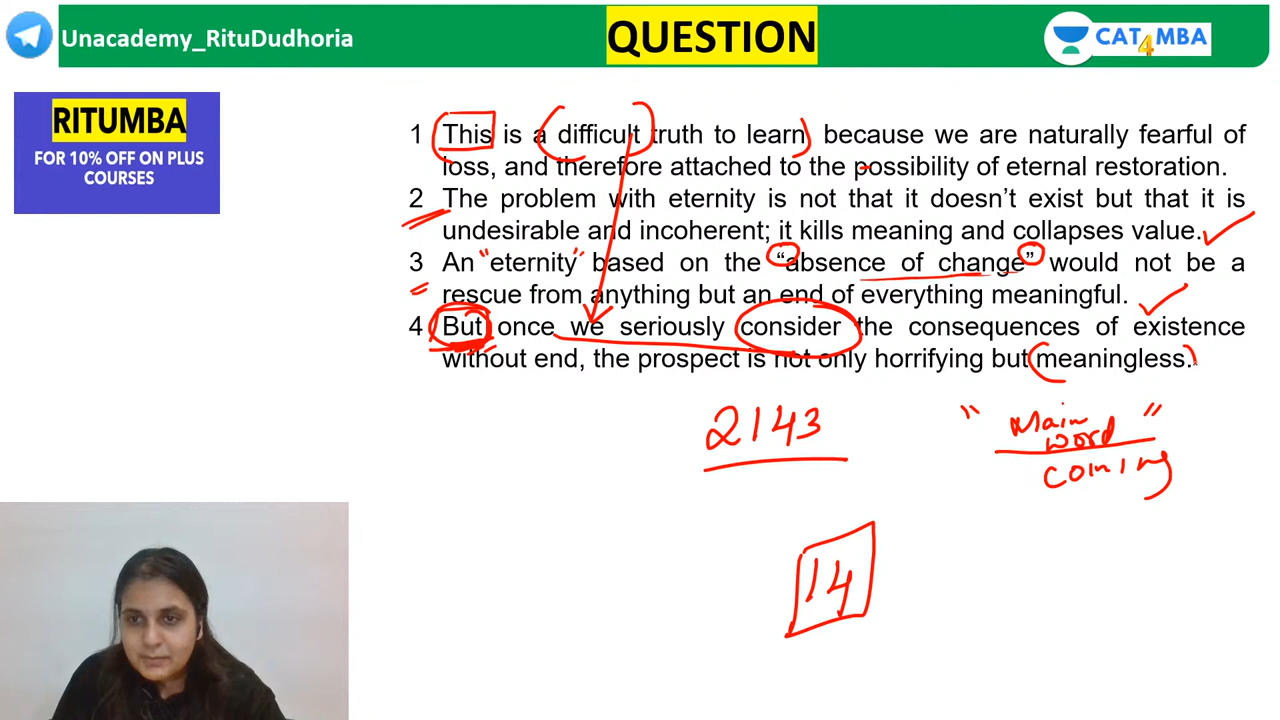 Unacademy_RituDudhoria
QUESTION
CAT4MBA
RITUMBA
FOR 10% OFF ON PLUS
COURSES
1 This is a difficult truth to learn, because we are naturally fearful of
loss, and therefore attached to the possibility of eternal restoration.
2 The problem with eternity is not that it doesn’t exist but that it is
undesirable and incoherent; it kills meaning and collapses value.
3 An "eternity" based on the “absence of change” would not be a
rescue from anything but an end of everything meaningful.
4 But once we seriously consider the consequences of existence
without end, the prospect is not only horrifying but meaningless.
2143
" Main
word "
coming
14